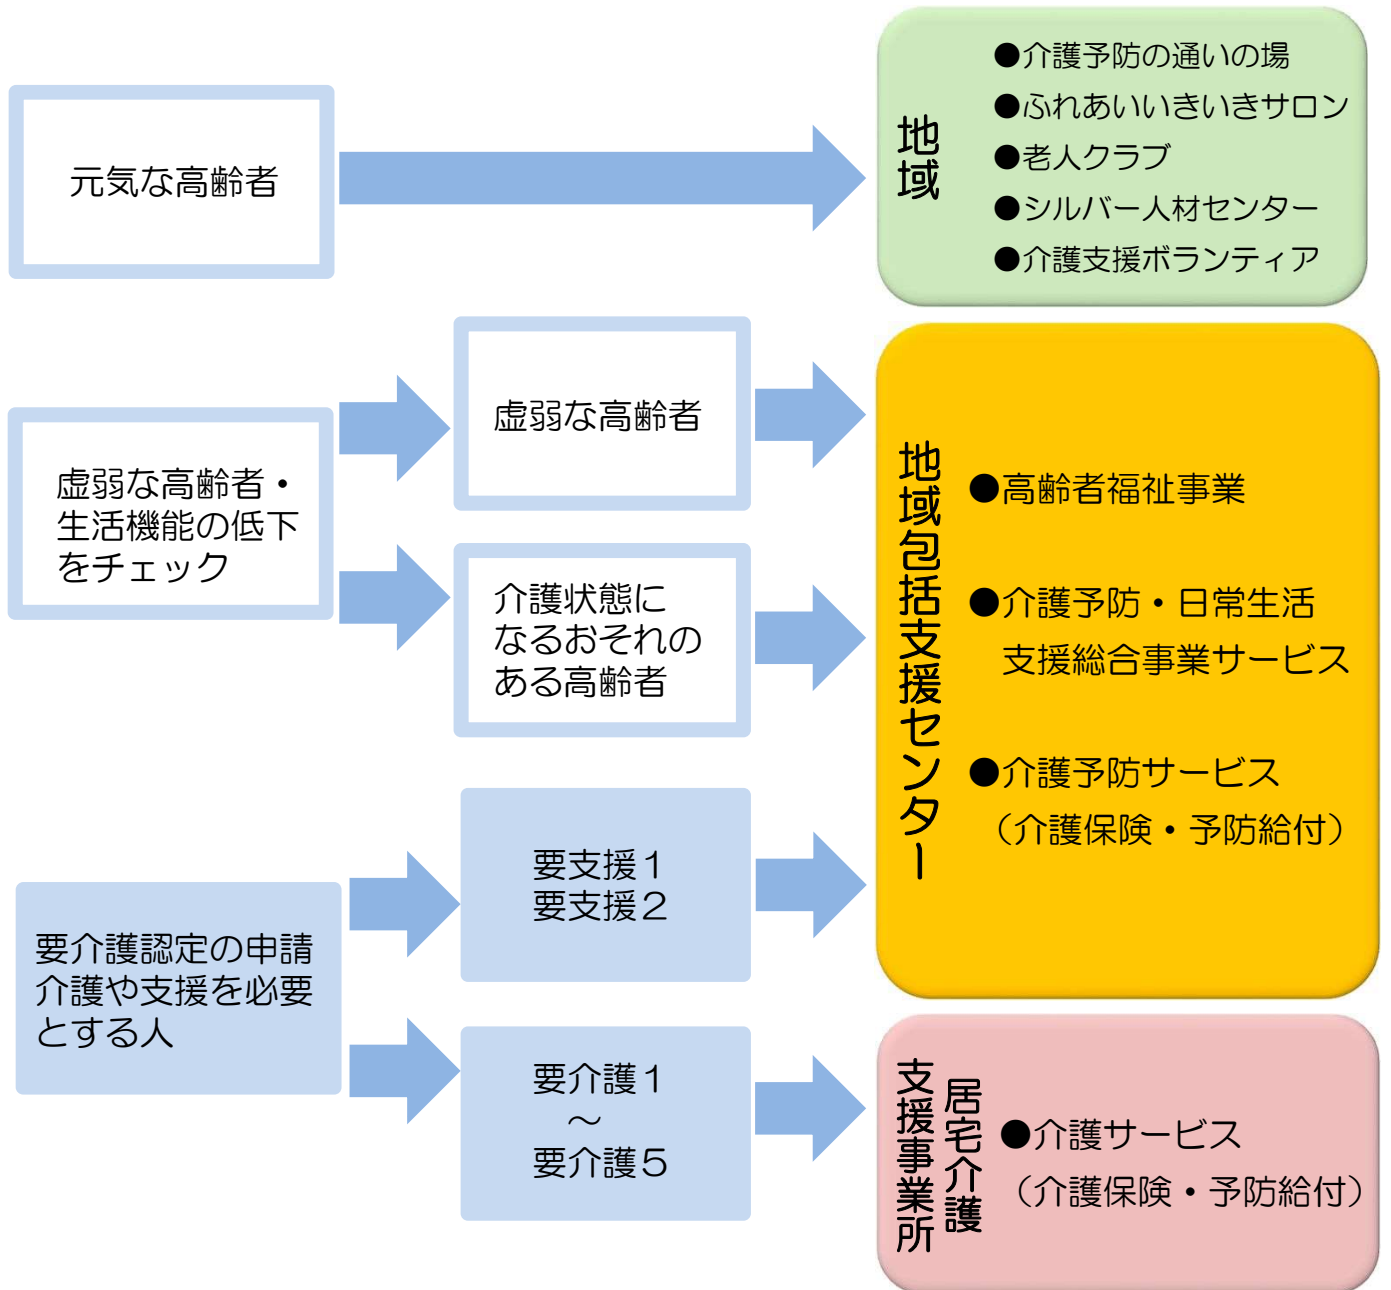 元気な高齢者
地域
●介護予防の通いの場
●ふれあいいきいきサロン
●老人クラブ
●シルバー人材センター
●介護支援ボランティア
虚弱な高齢者・
生活機能の低下
をチェック
虚弱な高齢者
介護状態に
なるおそれの
ある高齢者
地域包括支援センター
●高齢者福祉事業
●介護予防・日常生活
支援総合事業サービス
●介護予防サービス
（介護保険・予防給付）
要介護認定の申請
介護や支援を必要
とする人
要支援１
要支援２
要介護１
～
要介護５
居宅介護
支援事業所
●介護サービス
（介護保険・予防給付）